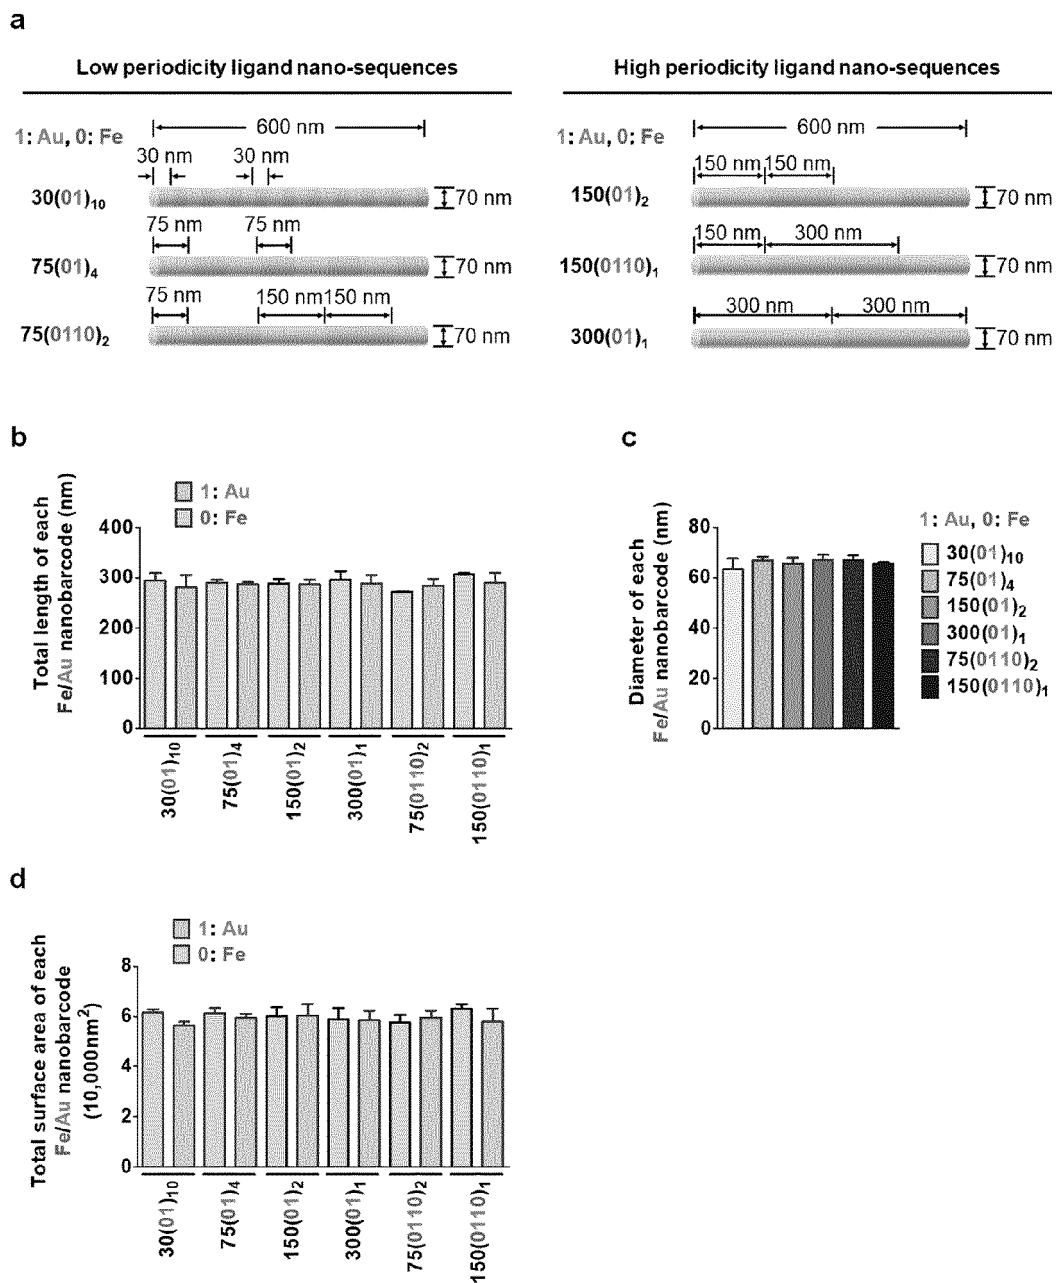 a
Low periodicity ligand nano-sequences
1: Au, 0: Fe
600 nm
30 nm 30 nm
30(01)₁₀
70 nm
75 nm 75 nm
75(01)₄
70 nm
75 nm 150 nm 150 nm
75(0110)₂
70 nm
High periodicity ligand nano-sequences
1: Au, 0: Fe
600 nm
150 nm 150 nm
150(01)₂
70 nm
150 nm 300 nm
150(0110)₁
70 nm
300 nm 300 nm
300(01)₁
70 nm
b
Total length of each
Fe/Au nanobarcode (nm)
1: Au
0: Fe
400
300
200
100
0
30(01)₁₀
75(01)₄
150(01)₂
300(01)₁
75(0110)₂
150(0110)₁
c
Diameter of each
Fe/Au nanobarcode (nm)
80
60
40
20
0
1: Au, 0: Fe
30(01)₁₀
75(01)₄
150(01)₂
300(01)₁
75(0110)₂
150(0110)₁
d
Total surface area of each
Fe/Au nanobarcode
(10,000nm²)
1: Au
0: Fe
8
6
4
2
0
30(01)₁₀
75(01)₄
150(01)₂
300(01)₁
75(0110)₂
150(0110)₁